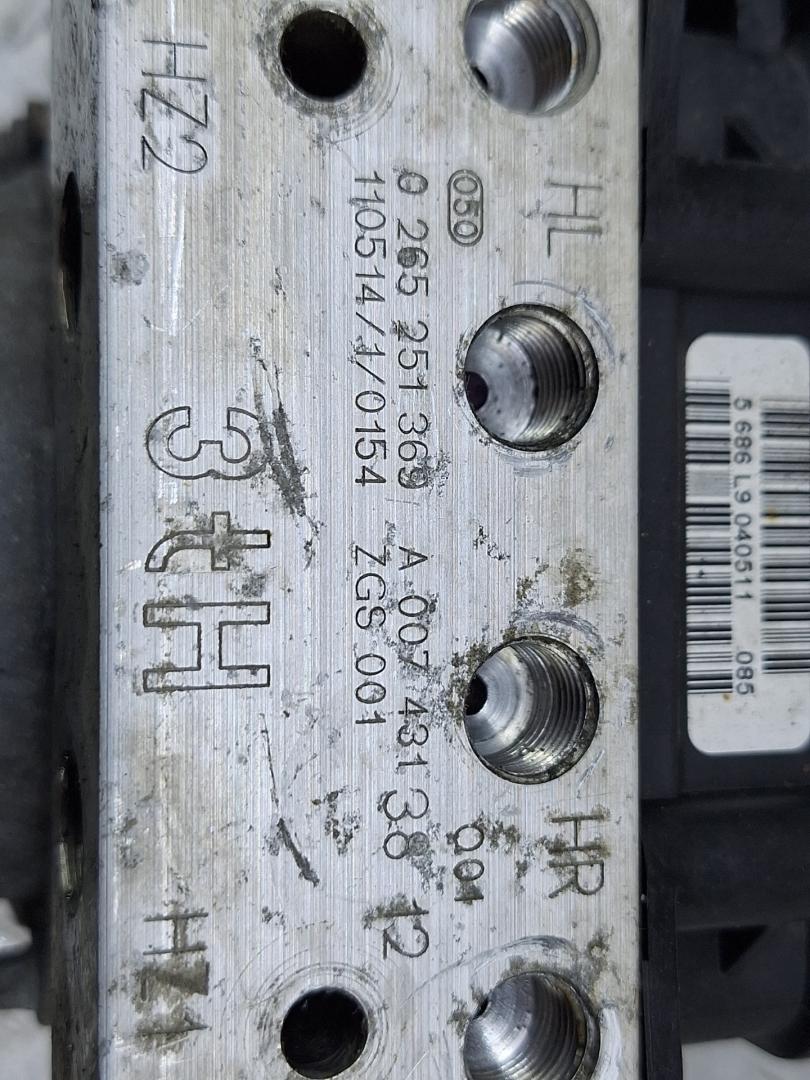 HL HR
050 Q01
0 265 251 369 A 007 431 38 12
110514/1/0154 ZGS 001
HZ2 3tH HZ1
5 686 L9 040511 085